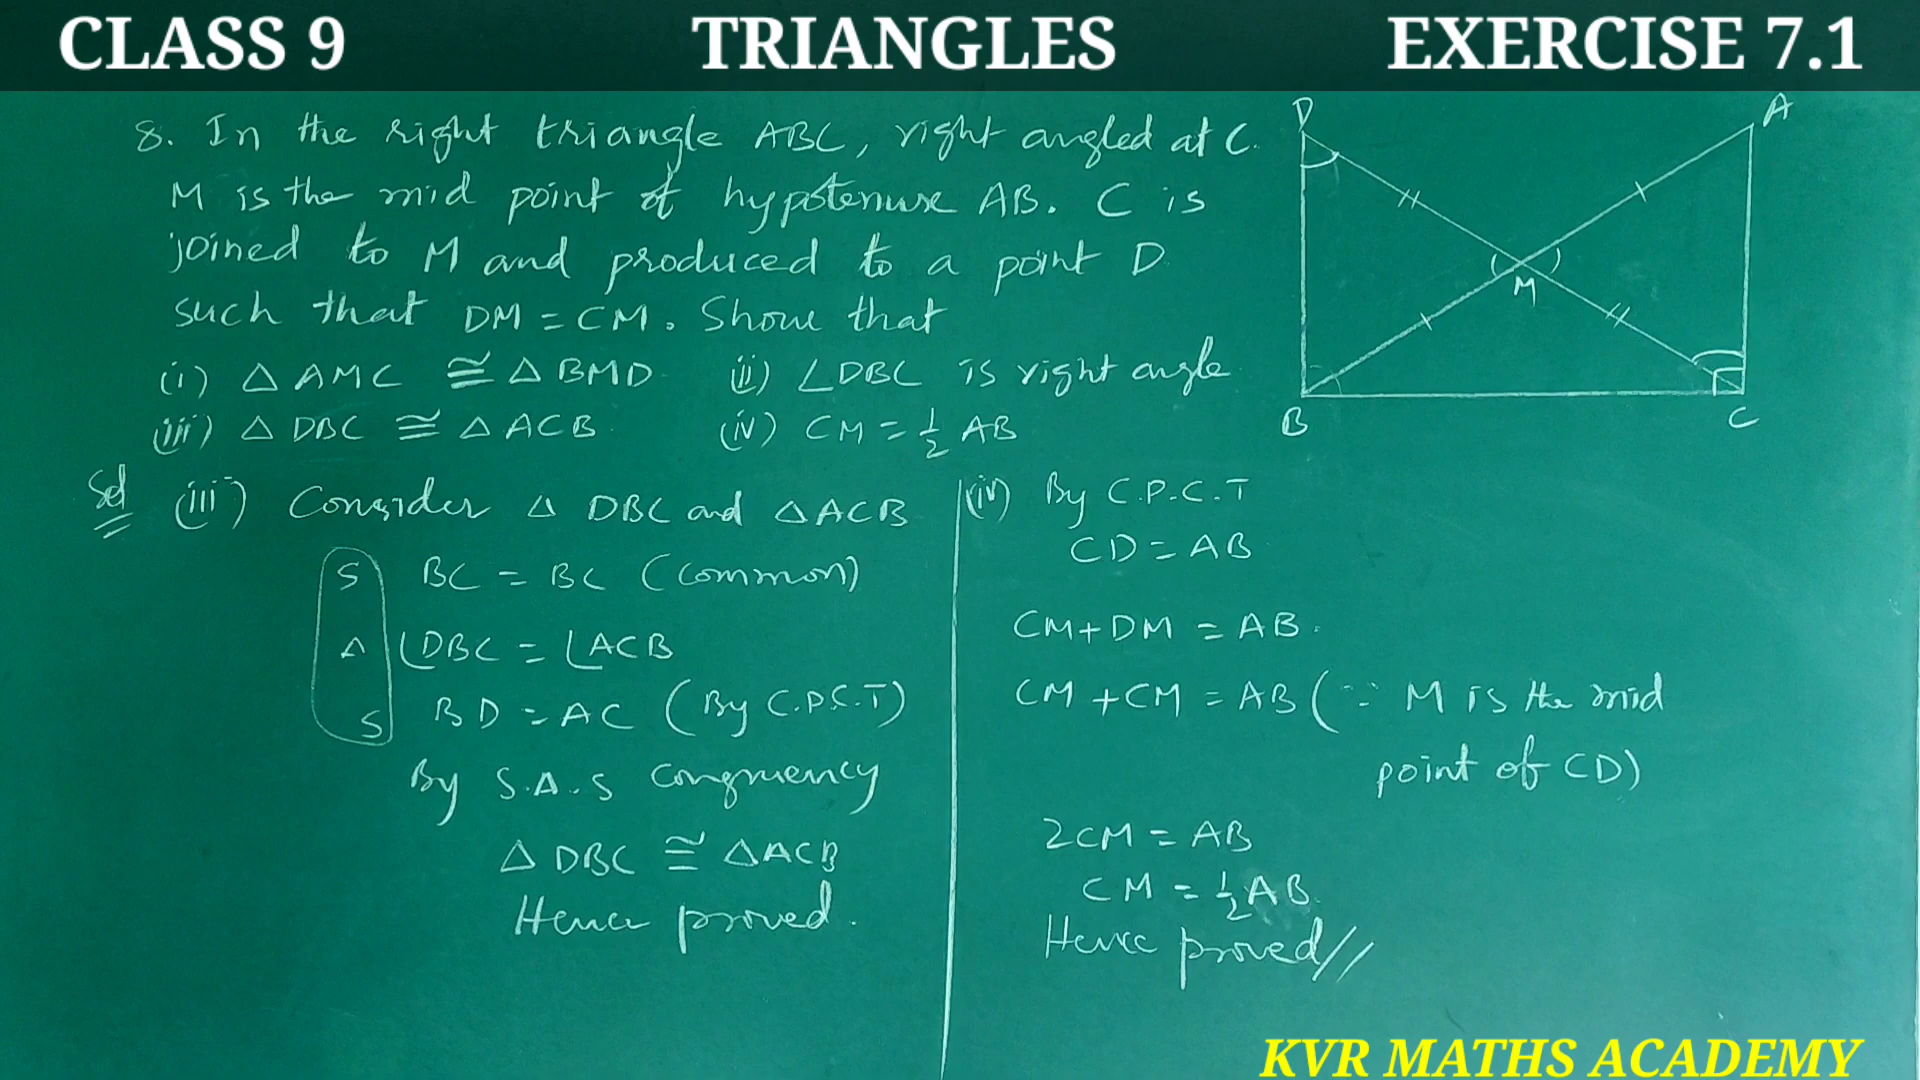 CLASS 9 TRIANGLES EXERCISE 7.1
8. In the right triangle ABC, right angled at C.
M is the mid point of hypotenuse AB. C is
joined to M and produced to a point D
such that DM = CM. Show that
(i) △ AMC ≅ △ BMD (ii) ∠DBC is right angle
(iii) △ DBC ≅ △ ACB (iv) CM = 1/2 AB
D
A
M
B
C
Sol (iii) Consider △ DBC and △ ACB
S BC = BC (Common)
A ∠DBC = ∠ACB
S BD = AC (By C.P.C.T)
By S.A.S congruency
△ DBC ≅ △ACB
Hence proved.
(iv) By C.P.C.T
CD = AB
CM + DM = AB.
CM + CM = AB (∵ M is the mid
point of CD)
2CM = AB
CM = 1/2 AB.
Hence proved//
KVR MATHS ACADEMY